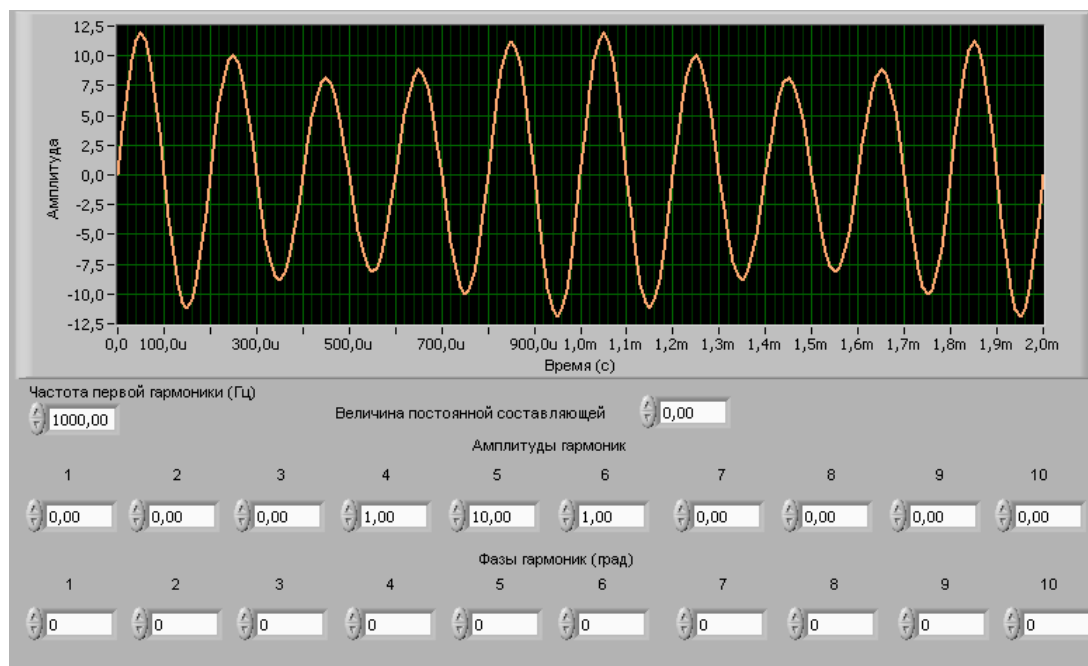 12,5
10,0
7,5
5,0
2,5
0,0
-2,5
-5,0
-7,5
-10,0
-12,5
Амплитуда
0,0 100,0u 300,0u 500,0u 700,0u 900,0u 1,0m 1,1m 1,2m 1,3m 1,4m 1,5m 1,6m 1,7m 1,8m 1,9m 2,0m
Время (с)
Частота первой гармоники (Гц)
1000,00
Величина постоянной составляющей 0,00
Амплитуды гармоник
1 2 3 4 5 6 7 8 9 10
0,00 0,00 0,00 1,00 10,00 1,00 0,00 0,00 0,00 0,00
Фазы гармоник (град)
1 2 3 4 5 6 7 8 9 10
0 0 0 0 0 0 0 0 0 0